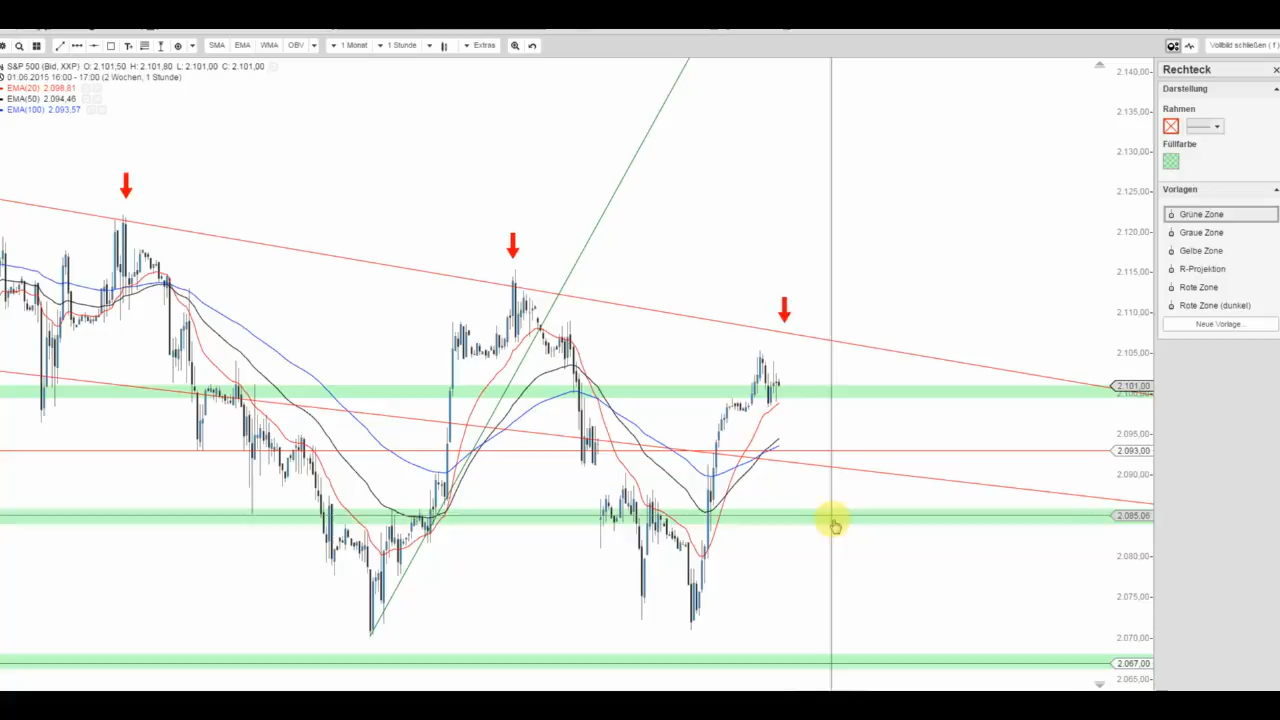 SMA EMA WMA OBV 1 Monat 1 Stunde Extras Vollbild schließen ( f )
S&P 500 (Bid, XXP) O: 2.101,50 H: 2.101,80 L: 2.101,00 C: 2.101,00
01.06.2015 16:00 - 17:00 (2 Wochen, 1 Stunde)
EMA(20) 2.098,81
EMA(50) 2.094,46
EMA(100) 2.093,57
2.140,00
2.135,00
2.130,00
2.125,00
2.120,00
2.115,00
2.110,00
2.105,00
2.101,00
2.100,00
2.095,00
2.093,00
2.090,00
2.085,06
2.080,00
2.075,00
2.070,00
2.067,00
2.065,00
Rechteck
Darstellung
Rahmen
Füllfarbe
Vorlagen
Grüne Zone
Graue Zone
Gelbe Zone
R-Projektion
Rote Zone
Rote Zone (dunkel)
Neue Vorlage...